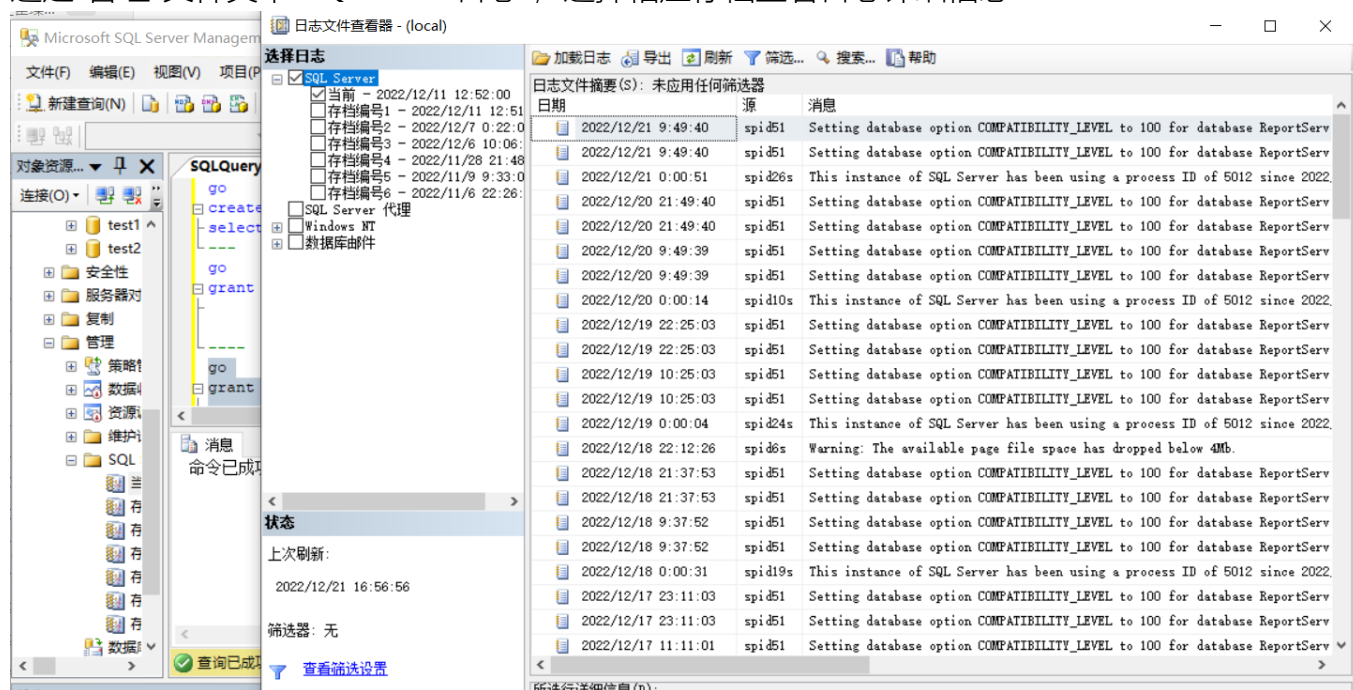 Microsoft SQL Server Managem
文件(F) 编辑(E) 视图(V) 项目(P
新建查询(N)
对象资源...
连接(O)
test1
test2
安全性
服务器对
复制
管理
策略管
数据收
资源
维护
SQL
当
存
存
存
存
存
存
数据库
SQLQuery
go
create
select
---
go
grant
----
go
grant
消息
命令已成功
查询已成功
日志文件查看器 - (local)
选择日志
SQL Server
当前 - 2022/12/11 12:52:00
存档编号1 - 2022/12/11 12:51
存档编号2 - 2022/12/7 0:22:0
存档编号3 - 2022/12/6 10:06:
存档编号4 - 2022/11/28 21:48
存档编号5 - 2022/11/9 9:33:0
存档编号6 - 2022/11/6 22:26:
SQL Server 代理
Windows NT
数据库邮件
状态
上次刷新:
2022/12/21 16:56:56
筛选器: 无
查看筛选设置
加载日志 导出 刷新 筛选... 搜索... 帮助
日志文件摘要(S): 未应用任何筛选器
日期 源 消息
2022/12/21 9:49:40 spid51 Setting database option COMPATIBILITY_LEVEL to 100 for database ReportServ
2022/12/21 9:49:40 spid51 Setting database option COMPATIBILITY_LEVEL to 100 for database ReportServ
2022/12/21 0:00:51 spid26s This instance of SQL Server has been using a process ID of 5012 since 2022
2022/12/20 21:49:40 spid51 Setting database option COMPATIBILITY_LEVEL to 100 for database ReportServ
2022/12/20 21:49:40 spid51 Setting database option COMPATIBILITY_LEVEL to 100 for database ReportServ
2022/12/20 9:49:39 spid51 Setting database option COMPATIBILITY_LEVEL to 100 for database ReportServ
2022/12/20 9:49:39 spid51 Setting database option COMPATIBILITY_LEVEL to 100 for database ReportServ
2022/12/20 0:00:14 spid10s This instance of SQL Server has been using a process ID of 5012 since 2022
2022/12/19 22:25:03 spid51 Setting database option COMPATIBILITY_LEVEL to 100 for database ReportServ
2022/12/19 22:25:03 spid51 Setting database option COMPATIBILITY_LEVEL to 100 for database ReportServ
2022/12/19 10:25:03 spid51 Setting database option COMPATIBILITY_LEVEL to 100 for database ReportServ
2022/12/19 10:25:03 spid51 Setting database option COMPATIBILITY_LEVEL to 100 for database ReportServ
2022/12/19 0:00:04 spid24s This instance of SQL Server has been using a process ID of 5012 since 2022
2022/12/18 22:12:26 spid6s Warning: The available page file space has dropped below 4Mb.
2022/12/18 21:37:53 spid51 Setting database option COMPATIBILITY_LEVEL to 100 for database ReportServ
2022/12/18 21:37:53 spid51 Setting database option COMPATIBILITY_LEVEL to 100 for database ReportServ
2022/12/18 9:37:52 spid51 Setting database option COMPATIBILITY_LEVEL to 100 for database ReportServ
2022/12/18 9:37:52 spid51 Setting database option COMPATIBILITY_LEVEL to 100 for database ReportServ
2022/12/18 0:00:31 spid19s This instance of SQL Server has been using a process ID of 5012 since 2022
2022/12/17 23:11:03 spid51 Setting database option COMPATIBILITY_LEVEL to 100 for database ReportServ
2022/12/17 23:11:03 spid51 Setting database option COMPATIBILITY_LEVEL to 100 for database ReportServ
2022/12/17 11:11:01 spid51 Setting database option COMPATIBILITY_LEVEL to 100 for database ReportServ
所选行详细信息(D):